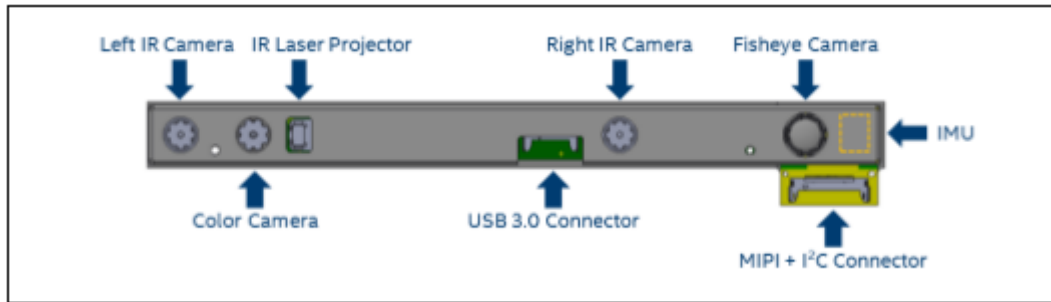 Left IR Camera
IR Laser Projector
Right IR Camera
Fisheye Camera
IMU
Color Camera
USB 3.0 Connector
MIPI + I²C Connector